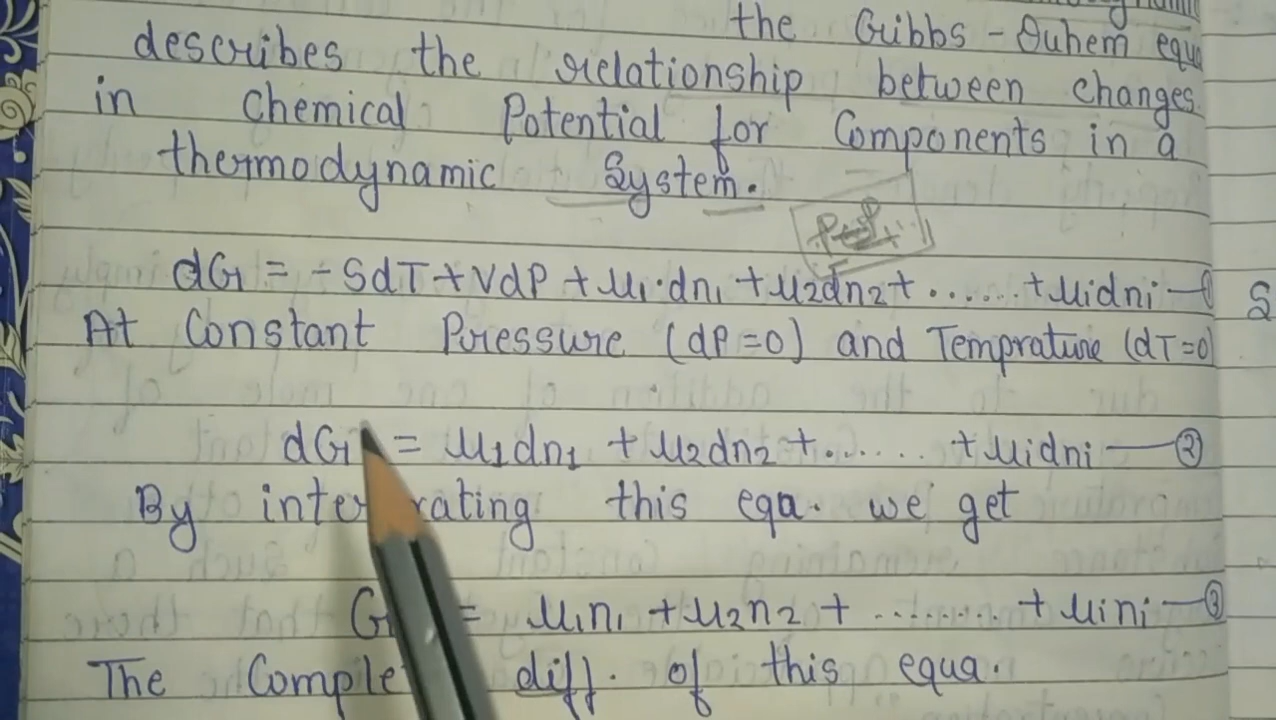 the Gibbs - Duhem equ
describes the relationship between changes
in Chemical Potential for Components in a
thermodynamic System.
dG = - SdT + VdP + μ₁·dn₁ + μ2dn2 + ...... + μidni — ①
At Constant Pressure (dP=0) and Temprature (dT=0)
dG = μ1dn1 + μ2dn2 + ...... + μidni — ②
By inte rating this eqa. we get
G = μ₁n₁ + μ2n2 + ........ + μini — ③
The Comple diff. of this equa.
S